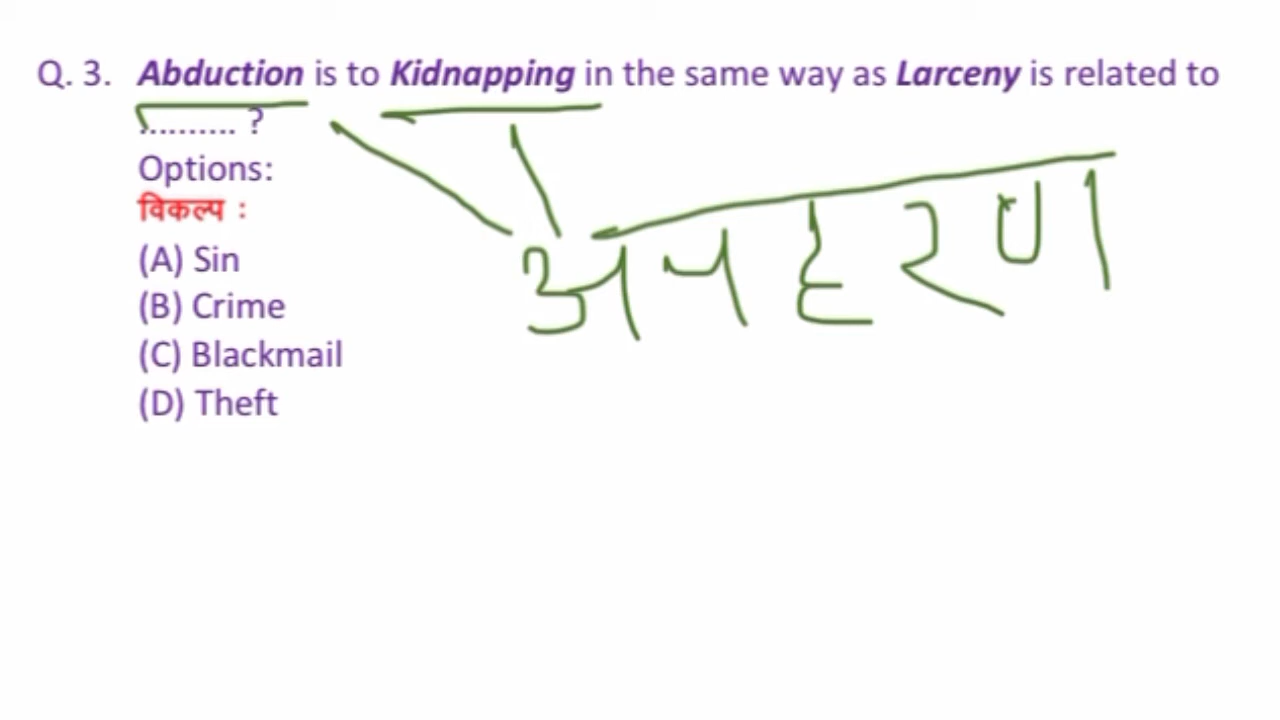 Q. 3. Abduction is to Kidnapping in the same way as Larceny is related to
.......... ?
Options:
विकल्प :
अपहरण
(A) Sin
(B) Crime
(C) Blackmail
(D) Theft